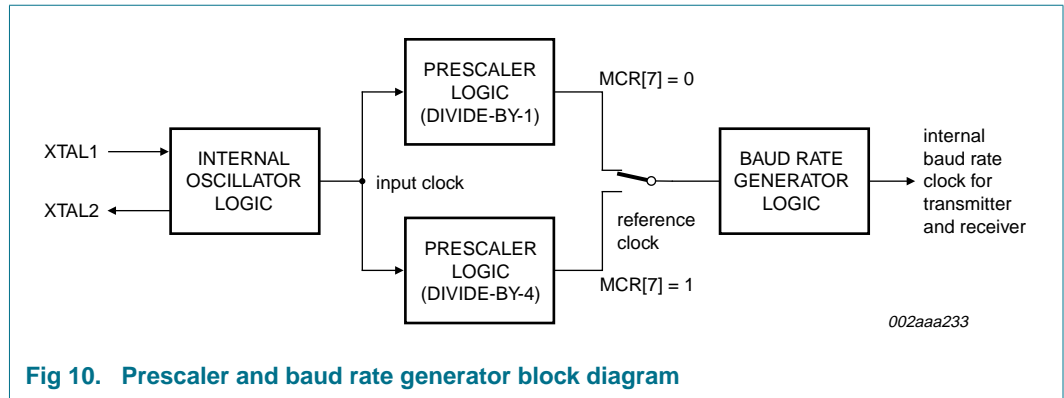 XTAL1
XTAL2
INTERNAL
OSCILLATOR
LOGIC
input clock
PRESCALER
LOGIC
(DIVIDE-BY-1)
PRESCALER
LOGIC
(DIVIDE-BY-4)
MCR[7] = 0
reference
clock
MCR[7] = 1
BAUD RATE
GENERATOR
LOGIC
internal
baud rate
clock for
transmitter
and receiver
002aaa233
Fig 10. Prescaler and baud rate generator block diagram